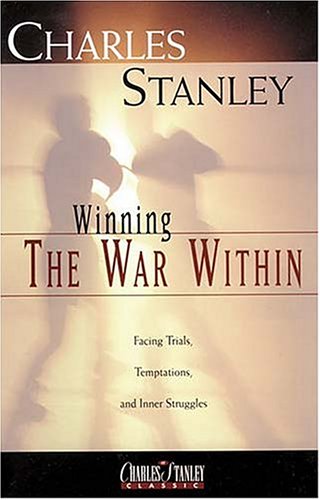 CHARLES
STANLEY
Winning
THE WAR WITHIN
Facing Trials,
Temptations,
and Inner Struggles
CHARLES STANLEY
CLASSIC